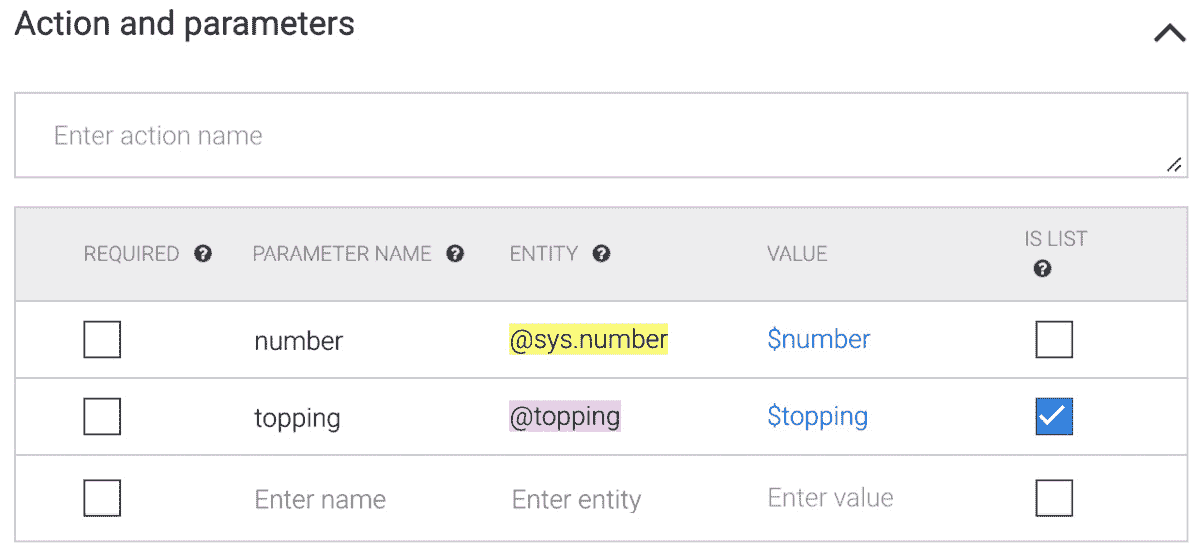 Action and parameters
Enter action name
REQUIRED ? PARAMETER NAME ? ENTITY ? VALUE IS LIST ?
number @sys.number $number
topping @topping $topping
Enter name Enter entity Enter value